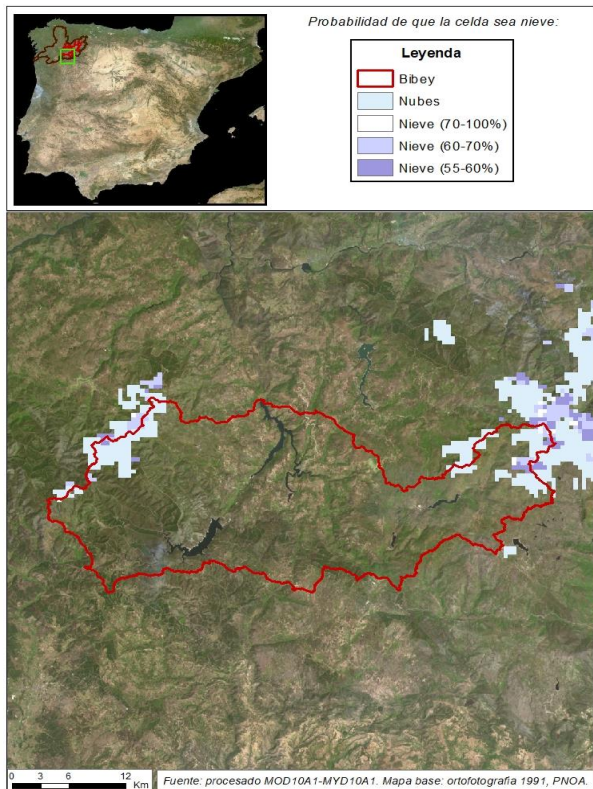 Probabilidad de que la celda sea nieve:
Leyenda
Bibey
Nubes
Nieve (70-100%)
Nieve (60-70%)
Nieve (55-60%)
0 3 6 12
Km
Fuente: procesado MOD10A1-MYD10A1. Mapa base: ortofotografia 1991, PNOA.